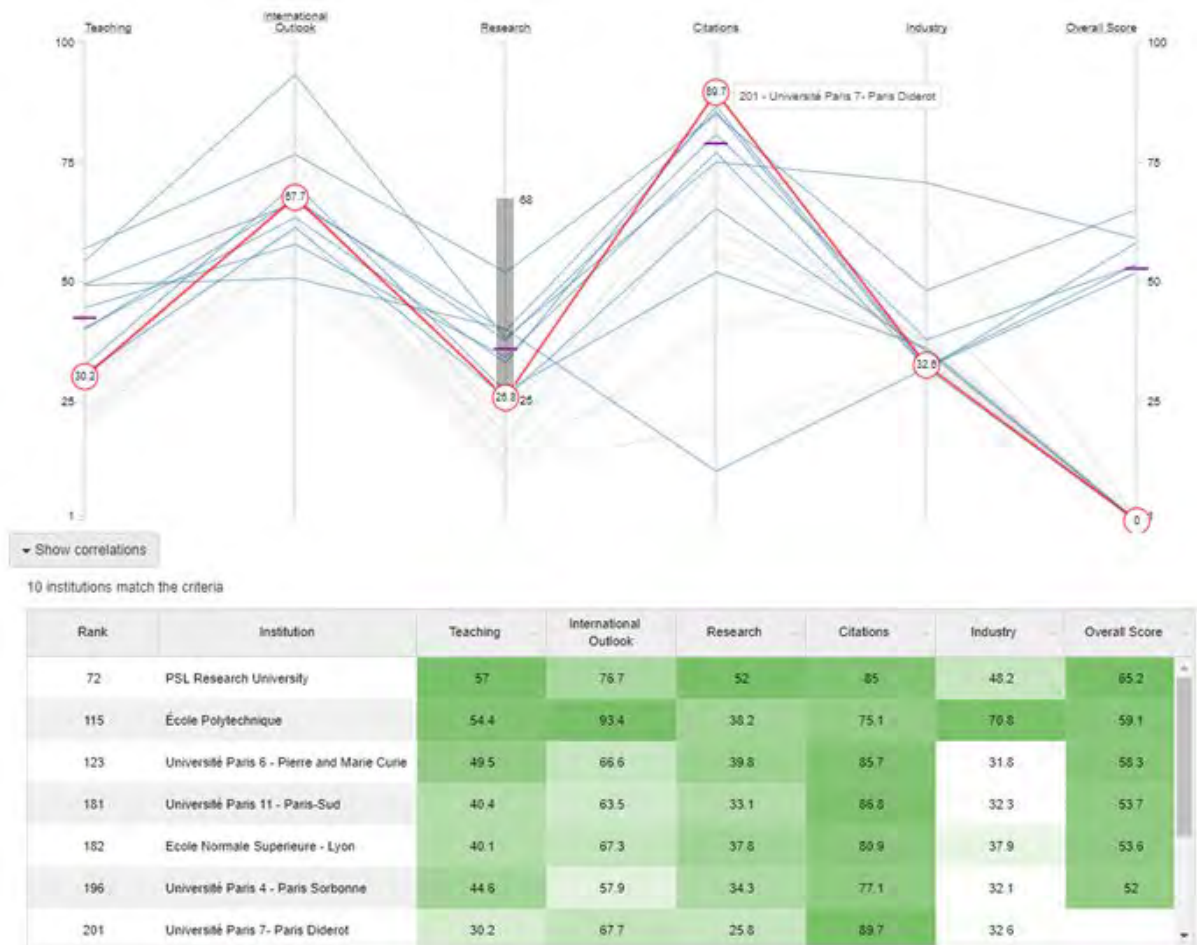 Teaching
International
Outlook
Research
Citations
Industry
Overall Score
100
100
89.7
201 - Université Paris 7- Paris Diderot
75
75
67.7
68
50
50
30.2
32.6
25
25.8
25
25
1
0
Show correlations
10 institutions match the criteria
Rank Institution Teaching International Outlook Research Citations Industry Overall Score
72 PSL Research University 57 76.7 52 85 48.2 65.2
115 École Polytechnique 54.4 93.4 38.2 75.1 70.8 59.1
123 Université Paris 6 - Pierre and Marie Curie 49.5 66.6 39.8 85.7 31.8 58.3
181 Université Paris 11 - Paris-Sud 40.4 63.5 33.1 86.8 32.3 53.7
182 Ecole Normale Superieure - Lyon 40.1 67.3 37.8 80.9 37.9 53.6
196 Université Paris 4 - Paris Sorbonne 44.6 57.9 34.3 77.1 32.1 52
201 Université Paris 7- Paris Diderot 30.2 67.7 25.8 89.7 32.6